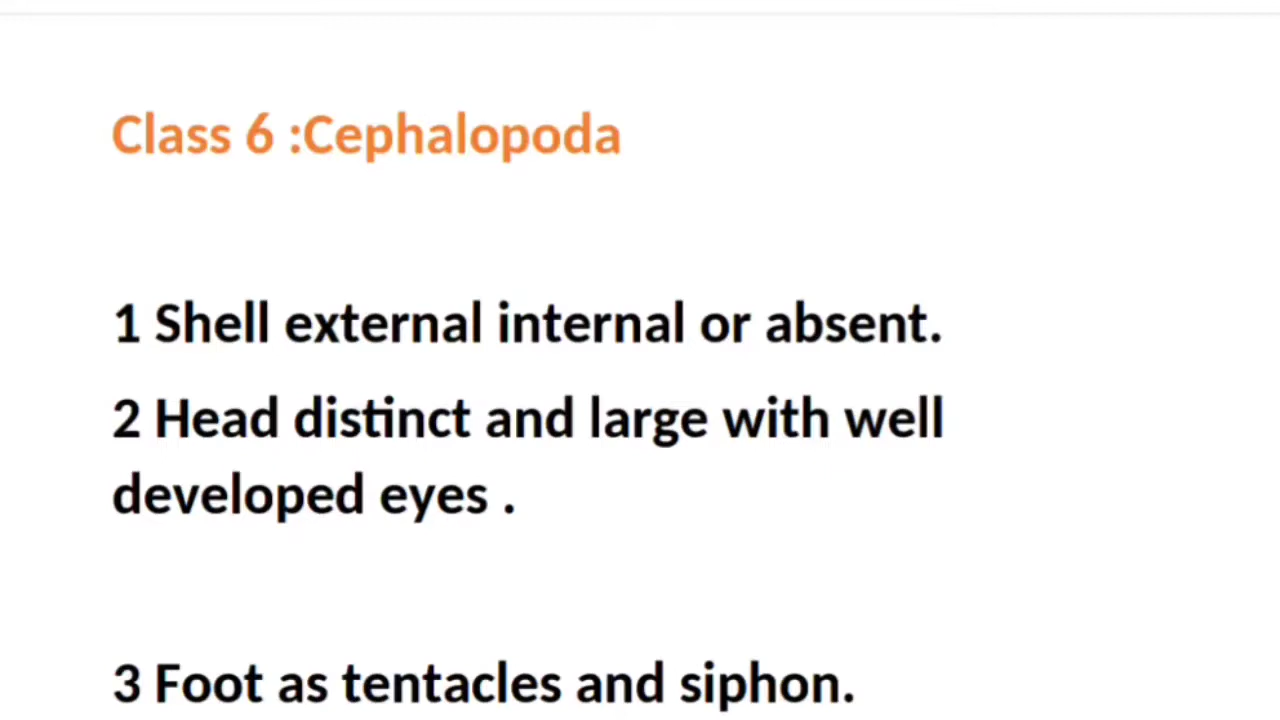 Class 6 :Cephalopoda
1 Shell external internal or absent.
2 Head distinct and large with well
developed eyes .
3 Foot as tentacles and siphon.